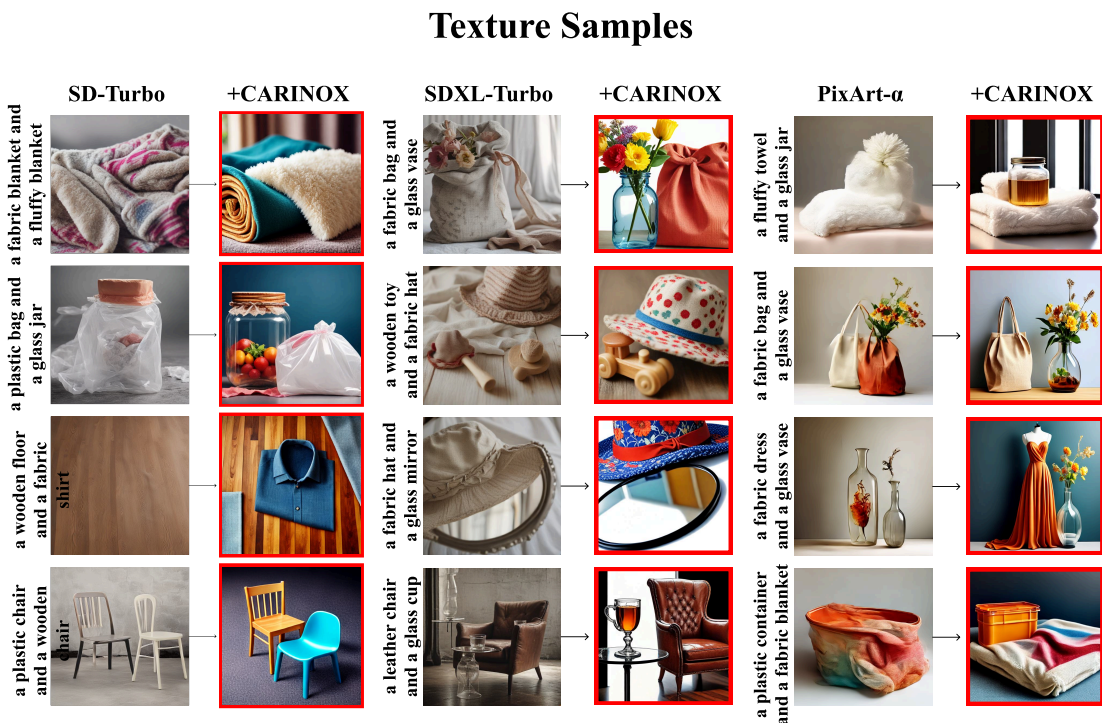 Texture Samples
SD-Turbo
+CARINOX
SDXL-Turbo
+CARINOX
PixArt-α
+CARINOX
a fabric blanket and
a fluffy blanket
a fabric bag and
a glass vase
a fluffy towel
and a glass jar
a plastic bag and
a glass jar
a wooden toy
and a fabric hat
a fabric bag and
a glass vase
a wooden floor
and a fabric
shirt
a fabric hat and
a glass mirror
a fabric dress
and a glass vase
a plastic chair
and a wooden
chair
a leather chair
and a glass cup
a plastic container
and a fabric blanket